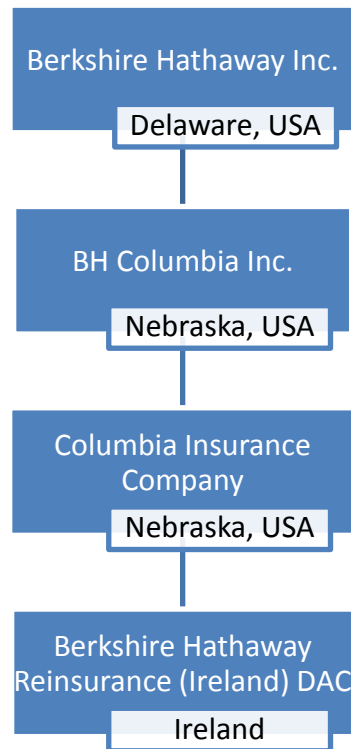 Berkshire Hathaway Inc.
Delaware, USA
BH Columbia Inc.
Nebraska, USA
Columbia Insurance
Company
Nebraska, USA
Berkshire Hathaway
Reinsurance (Ireland) DAC
Ireland